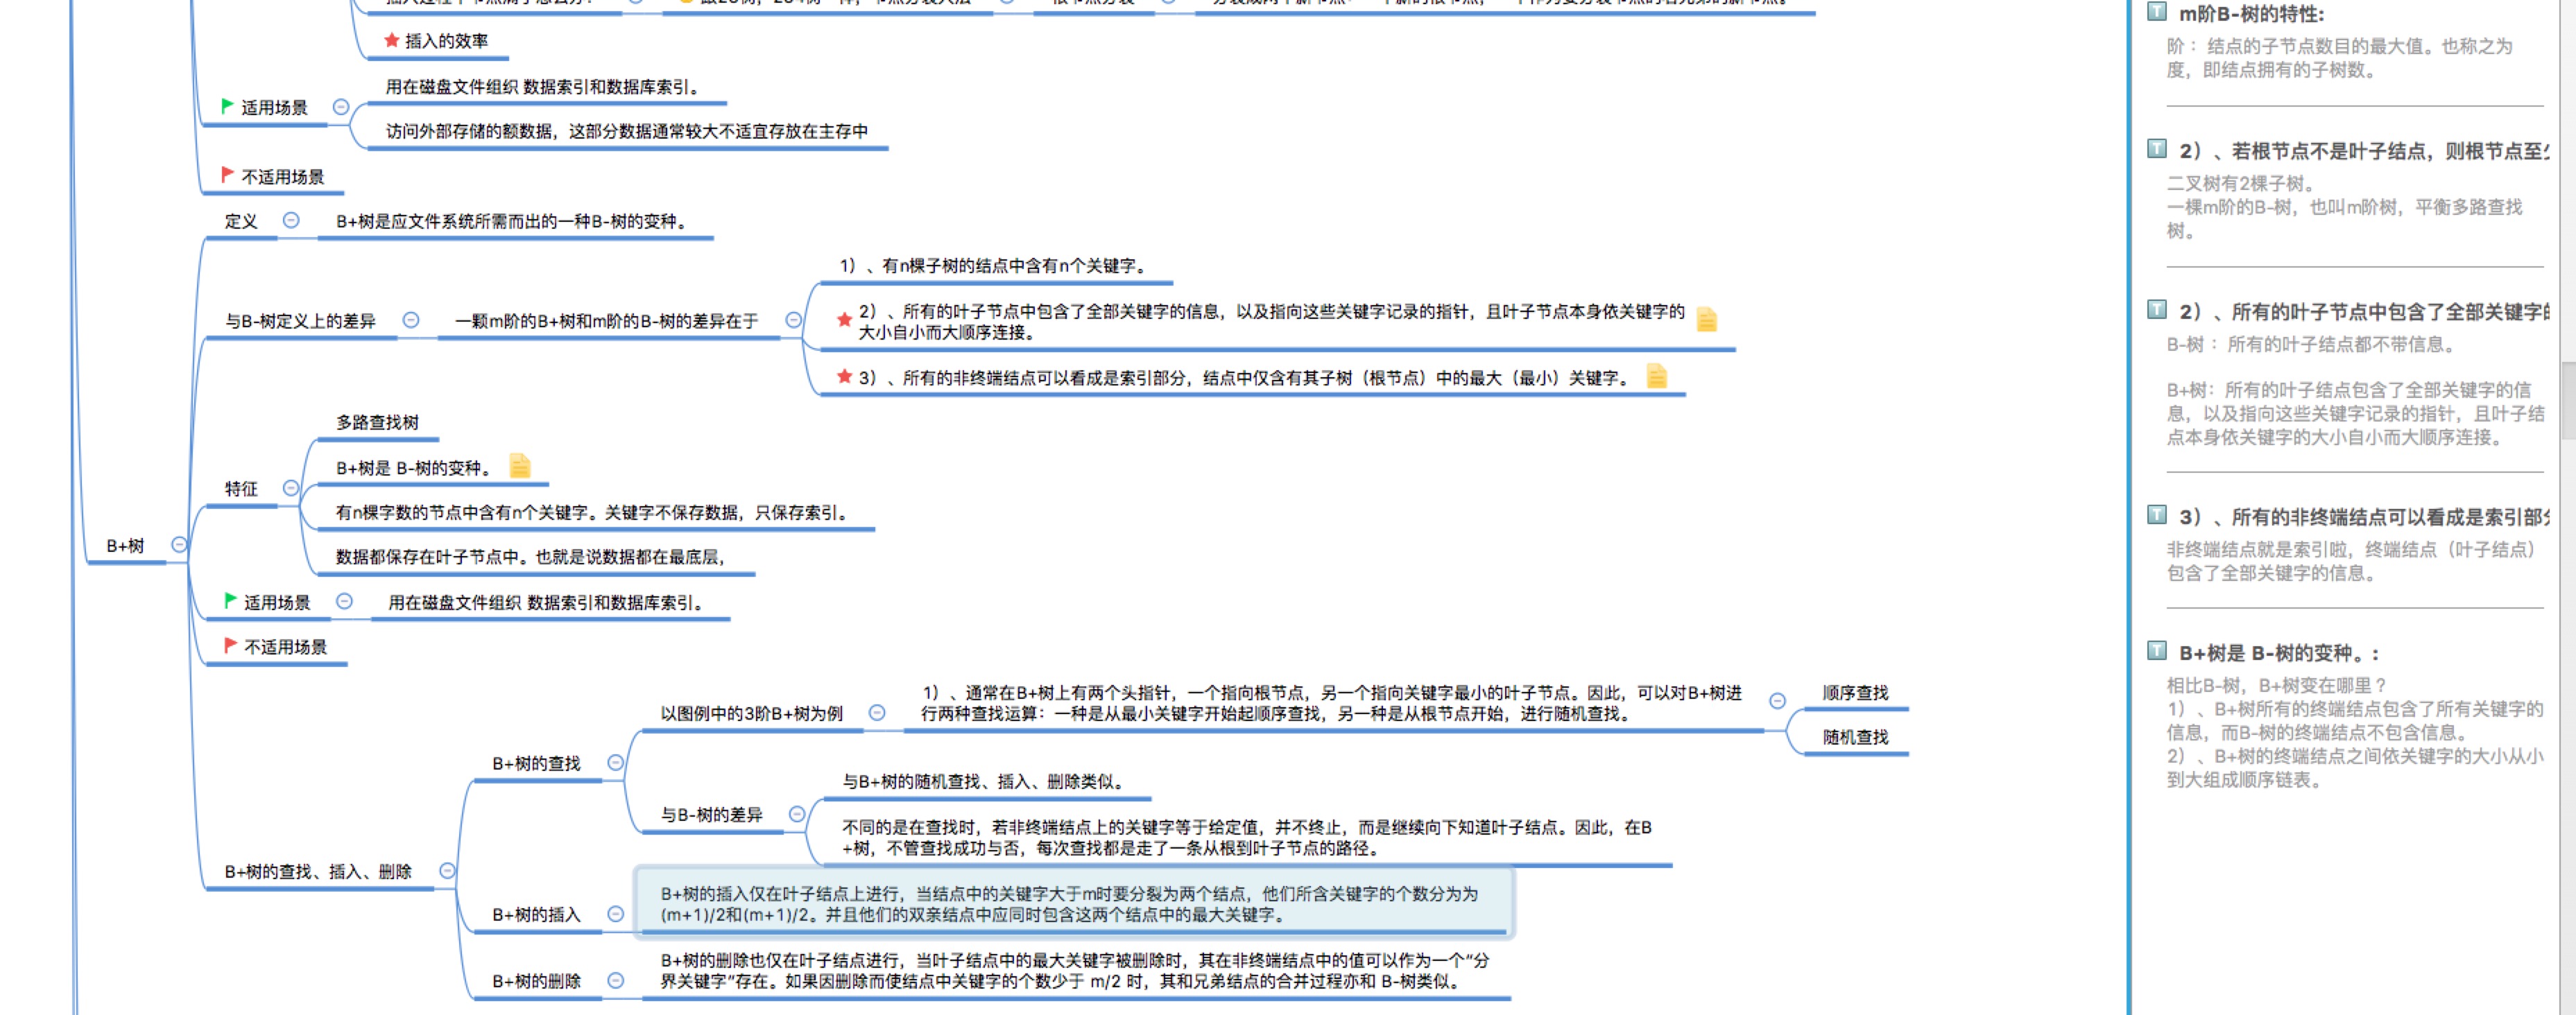 插入的效率
适用场景
用在磁盘文件组织 数据索引和数据库索引。
访问外部存储的额数据，这部分数据通常较大不适宜存放在主存中
不适用场景
定义
B+树是应文件系统所需而出的一种B-树的变种。
与B-树定义上的差异
一颗m阶的B+树和m阶的B-树的差异在于
1）、有n棵子树的结点中含有n个关键字。
2）、所有的叶子节点中包含了全部关键字的信息，以及指向这些关键字记录的指针，且叶子节点本身依关键字的
大小自小而大顺序连接。
3）、所有的非终端结点可以看成是索引部分，结点中仅含有其子树（根节点）中的最大（最小）关键字。
B+树
特征
多路查找树
B+树是 B-树的变种。
有n棵字数的节点中含有n个关键字。关键字不保存数据，只保存索引。
数据都保存在叶子节点中。也就是说数据都在最底层，
适用场景
用在磁盘文件组织 数据索引和数据库索引。
不适用场景
B+树的查找、插入、删除
B+树的查找
以图例中的3阶B+树为例
1）、通常在B+树上有两个头指针，一个指向根节点，另一个指向关键字最小的叶子节点。因此，可以对B+树进
行两种查找运算：一种是从最小关键字开始起顺序查找，另一种是从根节点开始，进行随机查找。
顺序查找
随机查找
与B-树的差异
与B+树的随机查找、插入、删除类似。
不同的是在查找时，若非终端结点上的关键字等于给定值，并不终止，而是继续向下知道叶子结点。因此，在B
+树，不管查找成功与否，每次查找都是走了一条从根到叶子节点的路径。
B+树的插入
B+树的插入仅在叶子结点上进行，当结点中的关键字大于m时要分裂为两个结点，他们所含关键字的个数分为为
(m+1)/2和(m+1)/2。并且他们的双亲结点中应同时包含这两个结点中的最大关键字。
B+树的删除
B+树的删除也仅在叶子结点进行，当叶子结点中的最大关键字被删除时，其在非终端结点中的值可以作为一个“分
界关键字”存在。如果因删除而使结点中关键字的个数少于 m/2 时，其和兄弟结点的合并过程亦和 B-树类似。
m阶B-树的特性:
阶： 结点的子节点数目的最大值。也称之为
度，即结点拥有的子树数。
2）、若根节点不是叶子结点，则根节点至少
二叉树有2棵子树。
一棵m阶的B-树，也叫m阶树，平衡多路查找
树。
2）、所有的叶子节点中包含了全部关键字的
B-树： 所有的叶子结点都不带信息。
B+树：所有的叶子结点包含了全部关键字的信
息，以及指向这些关键字记录的指针，且叶子结
点本身依关键字的大小自小而大顺序连接。
3）、所有的非终端结点可以看成是索引部分
非终端结点就是索引啦，终端结点（叶子结点）
包含了全部关键字的信息。
B+树是 B-树的变种。:
相比B-树，B+树变在哪里？
1）、B+树所有的终端结点包含了所有关键字的
信息，而B-树的终端结点不包含信息。
2）、B+树的终端结点之间依关键字的大小从小
到大组成顺序链表。